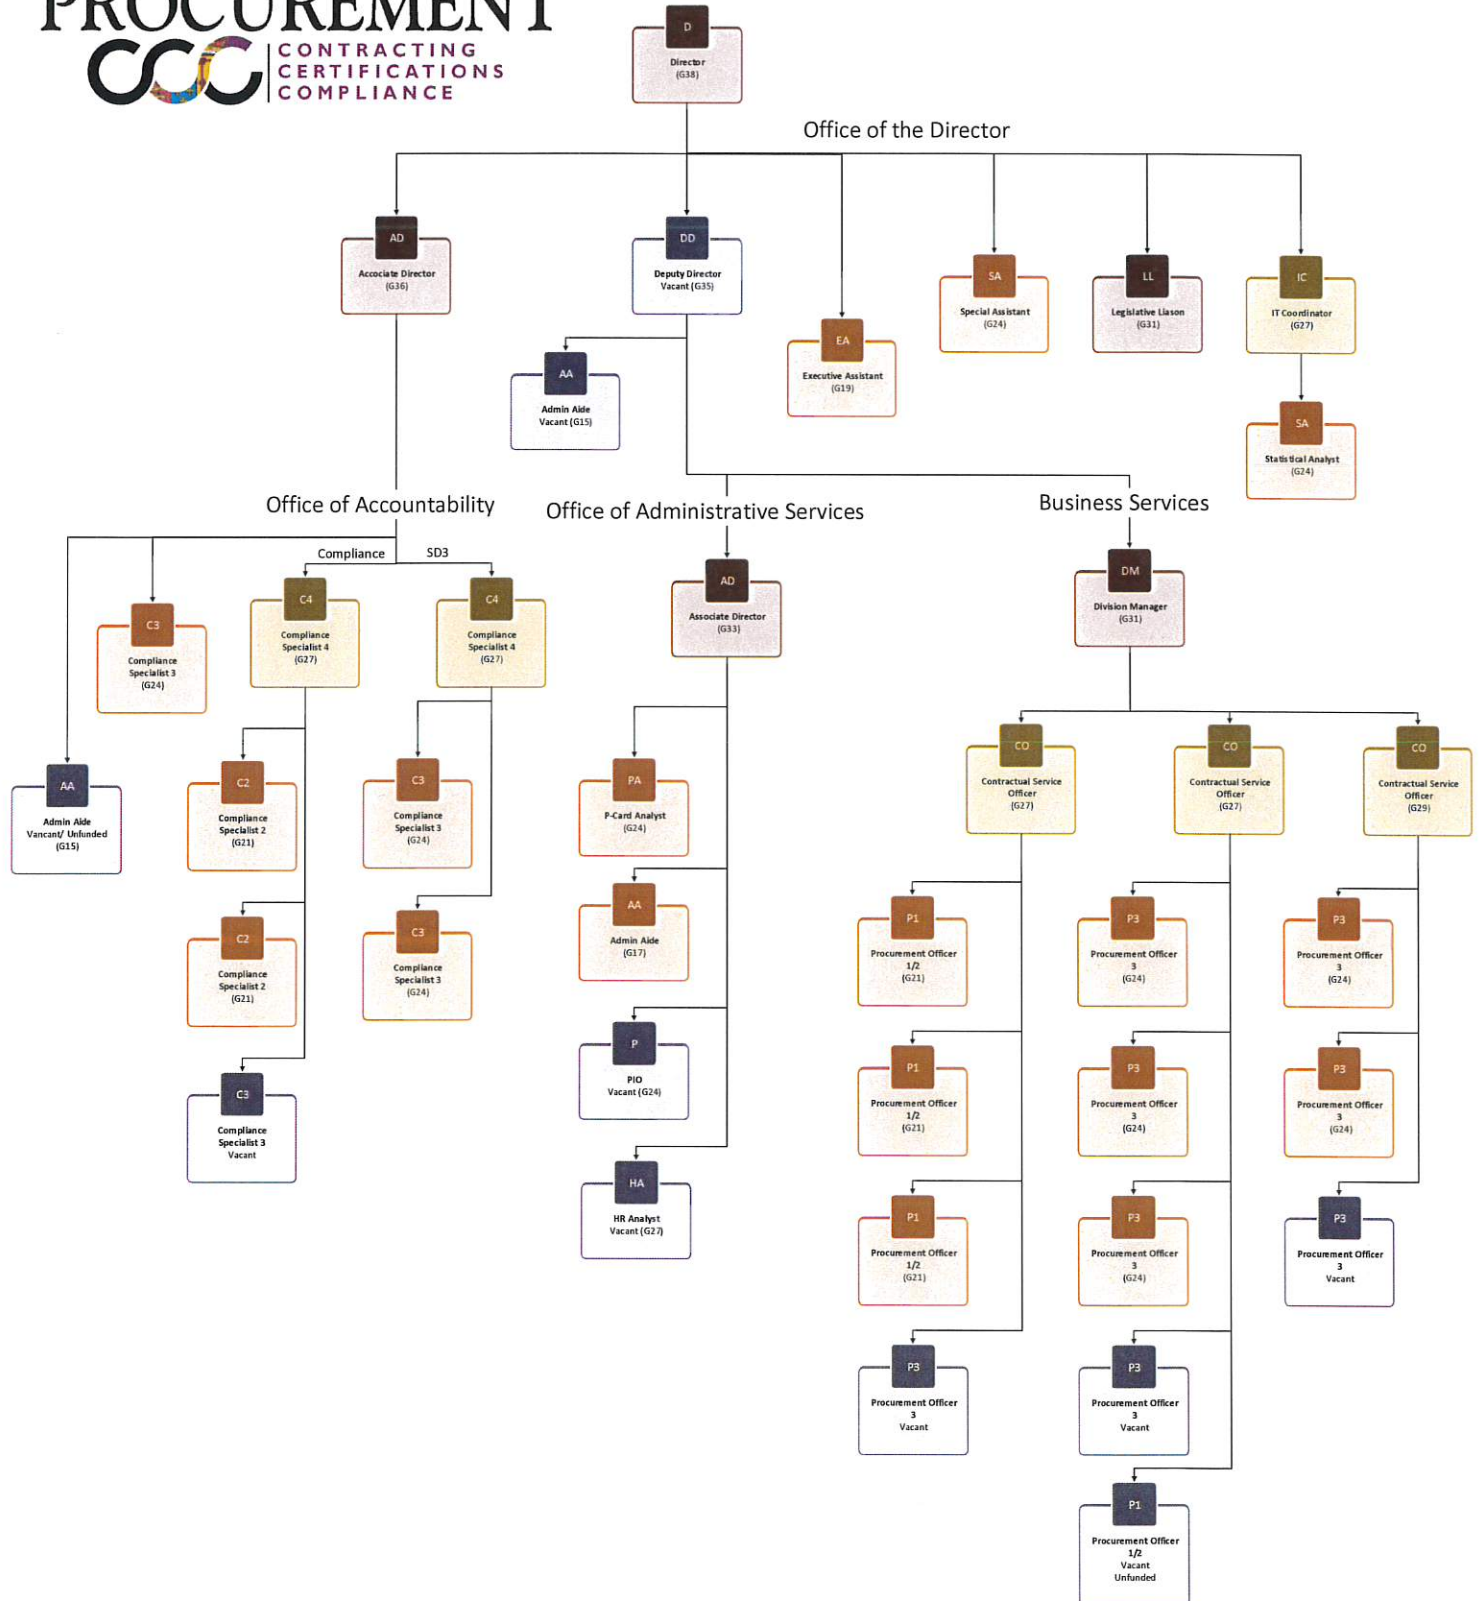 PROCUREMENT
CCC
CONTRACTING
CERTIFICATIONS
COMPLIANCE
D
Director
(G38)
Office of the Director
AD
Accociate Director
(G36)
DD
Deputy Director
Vacant (G35)
SA
Special Assistant
(G24)
LL
Legislative Liason
(G31)
IC
IT Coordinator
(G27)
EA
Executive Assistant
(G19)
AA
Admin Aide
Vacant (G15)
SA
Statistical Analyst
(G24)
Office of Accountability
Office of Administrative Services
Business Services
Compliance
SD3
C3
Compliance
Specialist 3
(G24)
C4
Compliance
Specialist 4
(G27)
C4
Compliance
Specialist 4
(G27)
AD
Associate Director
(G33)
DM
Division Manager
(G31)
AA
Admin Aide
Vancant/ Unfunded
(G15)
C2
Compliance
Specialist 2
(G21)
C3
Compliance
Specialist 3
(G24)
C2
Compliance
Specialist 2
(G21)
C3
Compliance
Specialist 3
(G24)
C3
Compliance
Specialist 3
Vacant
PA
P-Card Analyst
(G24)
AA
Admin Aide
(G17)
P
PIO
Vacant (G24)
HA
HR Analyst
Vacant (G27)
CO
Contractual Service
Officer
(G27)
CO
Contractual Service
Officer
(G27)
CO
Contractual Service
Officer
(G29)
P1
Procurement Officer
1/2
(G21)
P3
Procurement Officer
3
(G24)
P3
Procurement Officer
3
(G24)
P1
Procurement Officer
1/2
(G21)
P3
Procurement Officer
3
(G24)
P3
Procurement Officer
3
(G24)
P1
Procurement Officer
1/2
(G21)
P3
Procurement Officer
3
(G24)
P3
Procurement Officer
3
Vacant
P3
Procurement Officer
3
Vacant
P3
Procurement Officer
3
Vacant
P1
Procurement Officer
1/2
Vacant
Unfunded